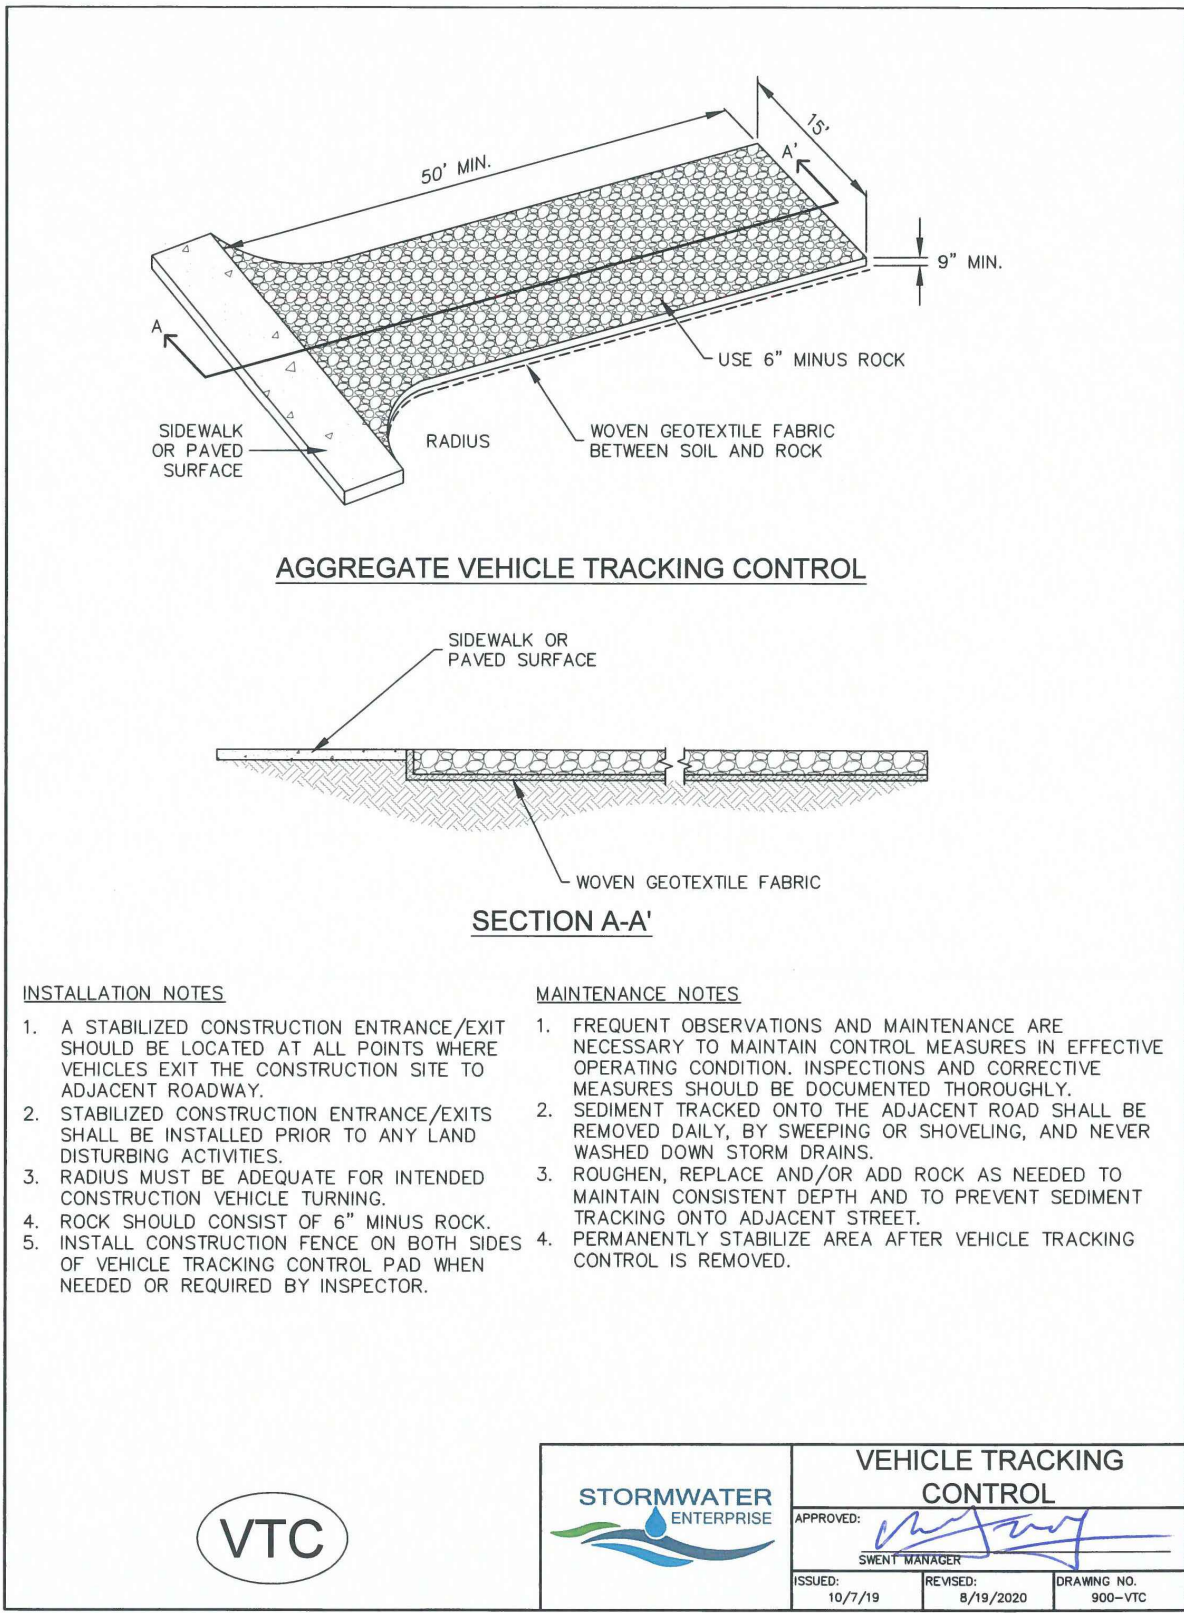 50' MIN.
15'
A'
9" MIN.
A
USE 6" MINUS ROCK
SIDEWALK
OR PAVED
SURFACE
RADIUS
WOVEN GEOTEXTILE FABRIC
BETWEEN SOIL AND ROCK
AGGREGATE VEHICLE TRACKING CONTROL
SIDEWALK OR
PAVED SURFACE
WOVEN GEOTEXTILE FABRIC
SECTION A-A'
INSTALLATION NOTES
1. A STABILIZED CONSTRUCTION ENTRANCE/EXIT
SHOULD BE LOCATED AT ALL POINTS WHERE
VEHICLES EXIT THE CONSTRUCTION SITE TO
ADJACENT ROADWAY.
2. STABILIZED CONSTRUCTION ENTRANCE/EXITS
SHALL BE INSTALLED PRIOR TO ANY LAND
DISTURBING ACTIVITIES.
3. RADIUS MUST BE ADEQUATE FOR INTENDED
CONSTRUCTION VEHICLE TURNING.
4. ROCK SHOULD CONSIST OF 6" MINUS ROCK.
5. INSTALL CONSTRUCTION FENCE ON BOTH SIDES
OF VEHICLE TRACKING CONTROL PAD WHEN
NEEDED OR REQUIRED BY INSPECTOR.
MAINTENANCE NOTES
1. FREQUENT OBSERVATIONS AND MAINTENANCE ARE
NECESSARY TO MAINTAIN CONTROL MEASURES IN EFFECTIVE
OPERATING CONDITION. INSPECTIONS AND CORRECTIVE
MEASURES SHOULD BE DOCUMENTED THOROUGHLY.
2. SEDIMENT TRACKED ONTO THE ADJACENT ROAD SHALL BE
REMOVED DAILY, BY SWEEPING OR SHOVELING, AND NEVER
WASHED DOWN STORM DRAINS.
3. ROUGHEN, REPLACE AND/OR ADD ROCK AS NEEDED TO
MAINTAIN CONSISTENT DEPTH AND TO PREVENT SEDIMENT
TRACKING ONTO ADJACENT STREET.
4. PERMANENTLY STABILIZE AREA AFTER VEHICLE TRACKING
CONTROL IS REMOVED.
VTC
STORMWATER
ENTERPRISE
VEHICLE TRACKING
CONTROL
APPROVED:
SWENT MANAGER
ISSUED:
10/7/19
REVISED:
8/19/2020
DRAWING NO.
900-VTC